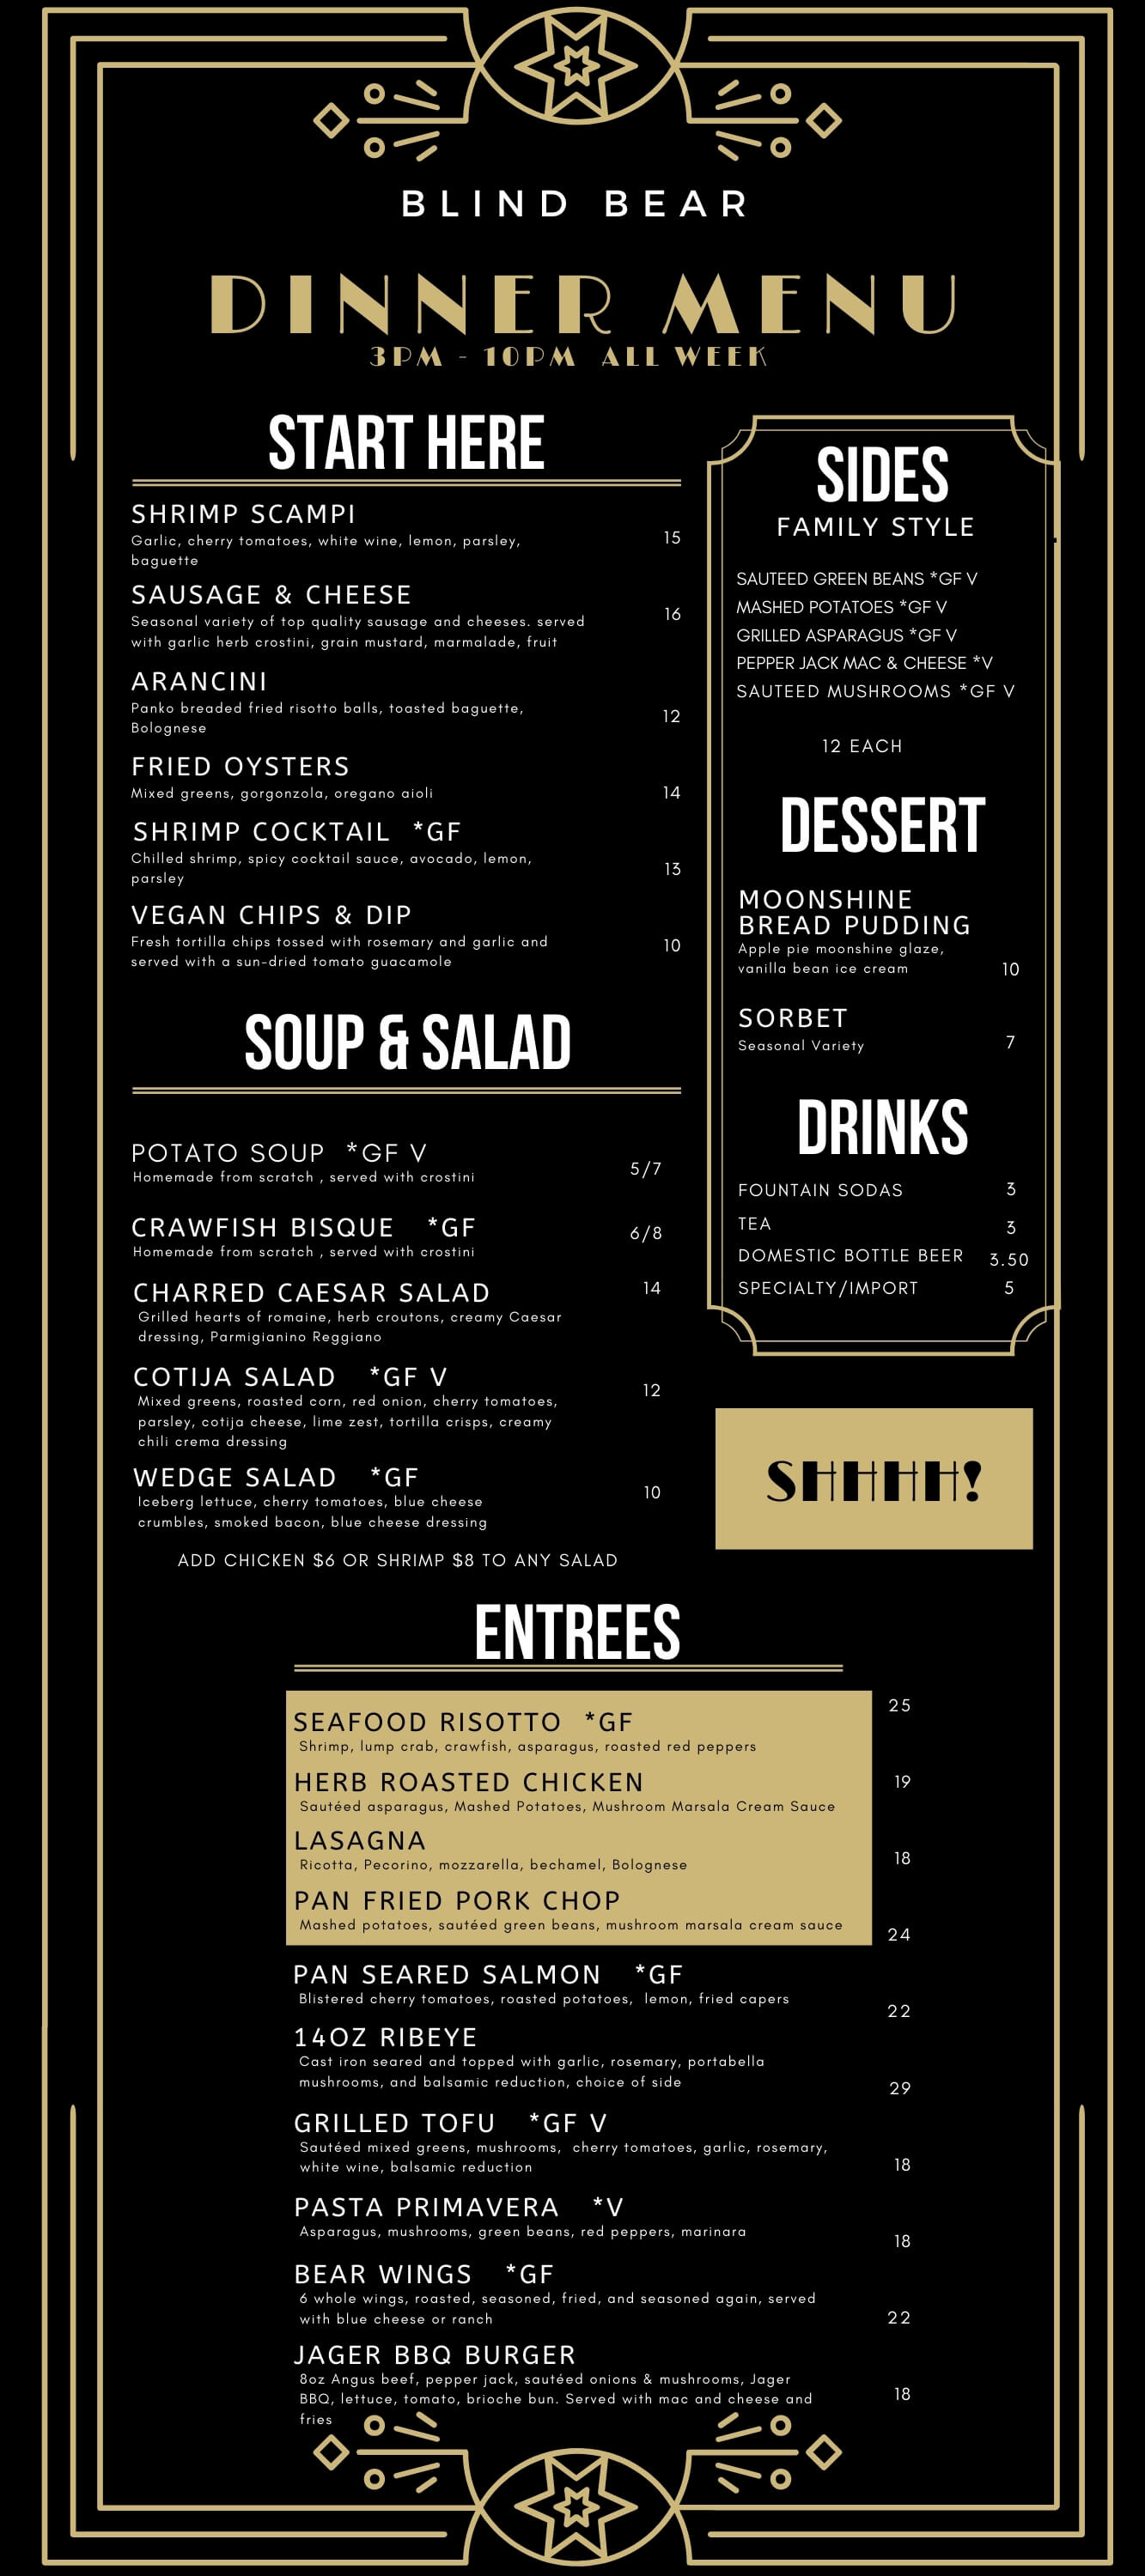 BLIND BEAR
DINNER MENU
3PM - 10PM ALL WEEK
START HERE
SHRIMP SCAMPI
Garlic, cherry tomatoes, white wine, lemon, parsley,
baguette
15
SAUSAGE & CHEESE
Seasonal variety of top quality sausage and cheeses. served
with garlic herb crostini, grain mustard, marmalade, fruit
16
ARANCINI
Panko breaded fried risotto balls, toasted baguette,
Bolognese
12
FRIED OYSTERS
Mixed greens, gorgonzola, oregano aioli
14
SHRIMP COCKTAIL *GF
Chilled shrimp, spicy cocktail sauce, avocado, lemon,
parsley
13
VEGAN CHIPS & DIP
Fresh tortilla chips tossed with rosemary and garlic and
served with a sun-dried tomato guacamole
10
SOUP & SALAD
POTATO SOUP *GF V
Homemade from scratch , served with crostini
5/7
CRAWFISH BISQUE *GF
Homemade from scratch , served with crostini
6/8
CHARRED CAESAR SALAD
14
Grilled hearts of romaine, herb croutons, creamy Caesar
dressing, Parmigianino Reggiano
COTIJA SALAD *GF V
12
Mixed greens, roasted corn, red onion, cherry tomatoes,
parsley, cotija cheese, lime zest, tortilla crisps, creamy
chili crema dressing
WEDGE SALAD *GF
10
Iceberg lettuce, cherry tomatoes, blue cheese
crumbles, smoked bacon, blue cheese dressing
ADD CHICKEN $6 OR SHRIMP $8 TO ANY SALAD
SIDES
FAMILY STYLE
SAUTEED GREEN BEANS *GF V
MASHED POTATOES *GF V
GRILLED ASPARAGUS *GF V
PEPPER JACK MAC & CHEESE *V
SAUTEED MUSHROOMS *GF V
12 EACH
DESSERT
MOONSHINE
BREAD PUDDING
Apple pie moonshine glaze,
vanilla bean ice cream
10
SORBET
Seasonal Variety
7
DRINKS
FOUNTAIN SODAS 3
TEA 3
DOMESTIC BOTTLE BEER 3.50
SPECIALTY/IMPORT 5
SHHHH!
ENTREES
SEAFOOD RISOTTO *GF
25
Shrimp, lump crab, crawfish, asparagus, roasted red peppers
HERB ROASTED CHICKEN
19
Sautéed asparagus, Mashed Potatoes, Mushroom Marsala Cream Sauce
LASAGNA
18
Ricotta, Pecorino, mozzarella, bechamel, Bolognese
PAN FRIED PORK CHOP
Mashed potatoes, sautéed green beans, mushroom marsala cream sauce
24
PAN SEARED SALMON *GF
Blistered cherry tomatoes, roasted potatoes, lemon, fried capers
22
14OZ RIBEYE
Cast iron seared and topped with garlic, rosemary, portabella
mushrooms, and balsamic reduction, choice of side
29
GRILLED TOFU *GF V
Sautéed mixed greens, mushrooms, cherry tomatoes, garlic, rosemary,
white wine, balsamic reduction
18
PASTA PRIMAVERA *V
Asparagus, mushrooms, green beans, red peppers, marinara
18
BEAR WINGS *GF
6 whole wings, roasted, seasoned, fried, and seasoned again, served
with blue cheese or ranch
22
JAGER BBQ BURGER
8oz Angus beef, pepper jack, sautéed onions & mushrooms, Jager
BBQ, lettuce, tomato, brioche bun. Served with mac and cheese and
fries
18